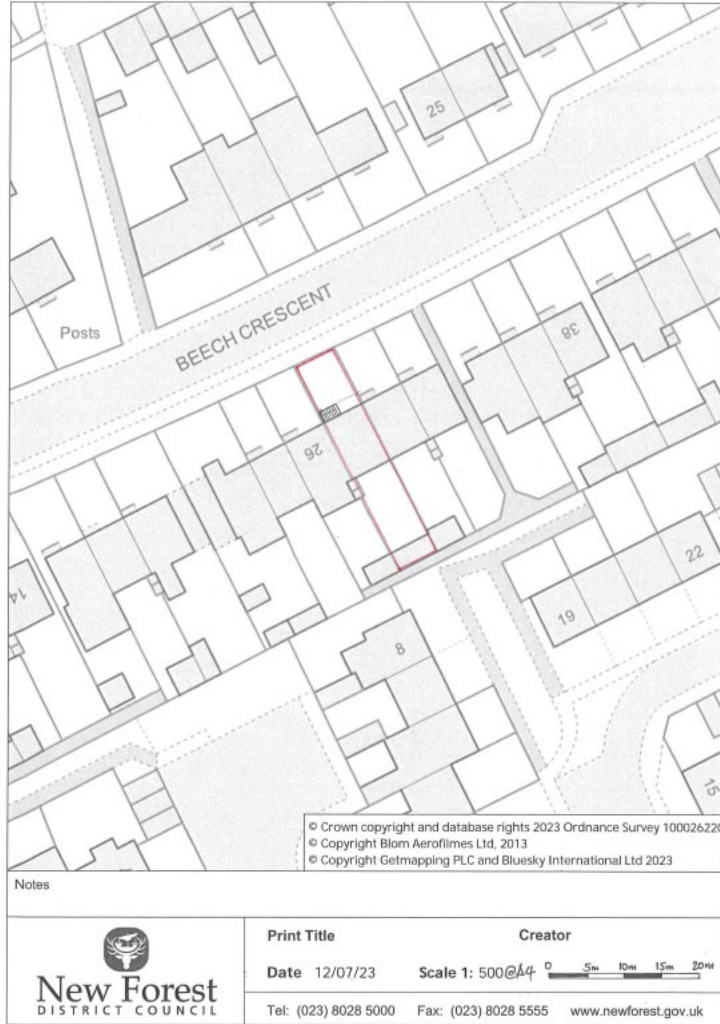 25
Posts
BEECH CRESCENT
38
26
14
22
19
8
15
© Crown copyright and database rights 2023 Ordnance Survey 100026220
© Copyright Blom Aerofilmes Ltd, 2013
© Copyright Getmapping PLC and Bluesky International Ltd 2023
Notes
New Forest
DISTRICT COUNCIL
Print Title Creator
Date 12/07/23 Scale 1: 500@A4 0 5m 10m 15m 20m
Tel: (023) 8028 5000 Fax: (023) 8028 5555 www.newforest.gov.uk